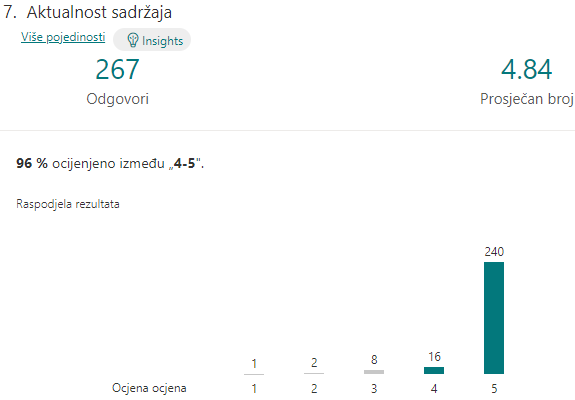 7. Aktualnost sadržaja
Više pojedinosti
Insights
267
Odgovori
4.84
Prosječan broj
96 % ocijenjeno između „4-5".
Raspodjela rezultata
1 2 8 16 240
Ocjena ocjena 1 2 3 4 5